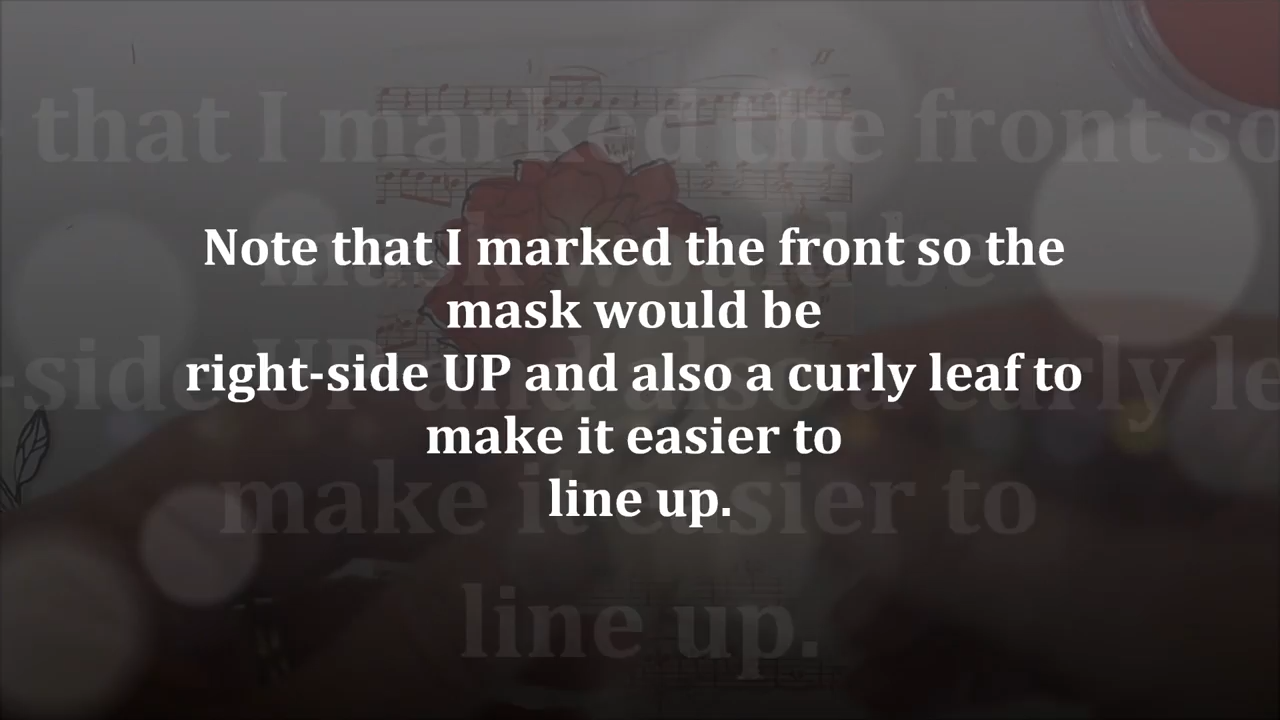 Note that I marked the front so the
mask would be
right-side UP and also a curly leaf to
make it easier to
line up.